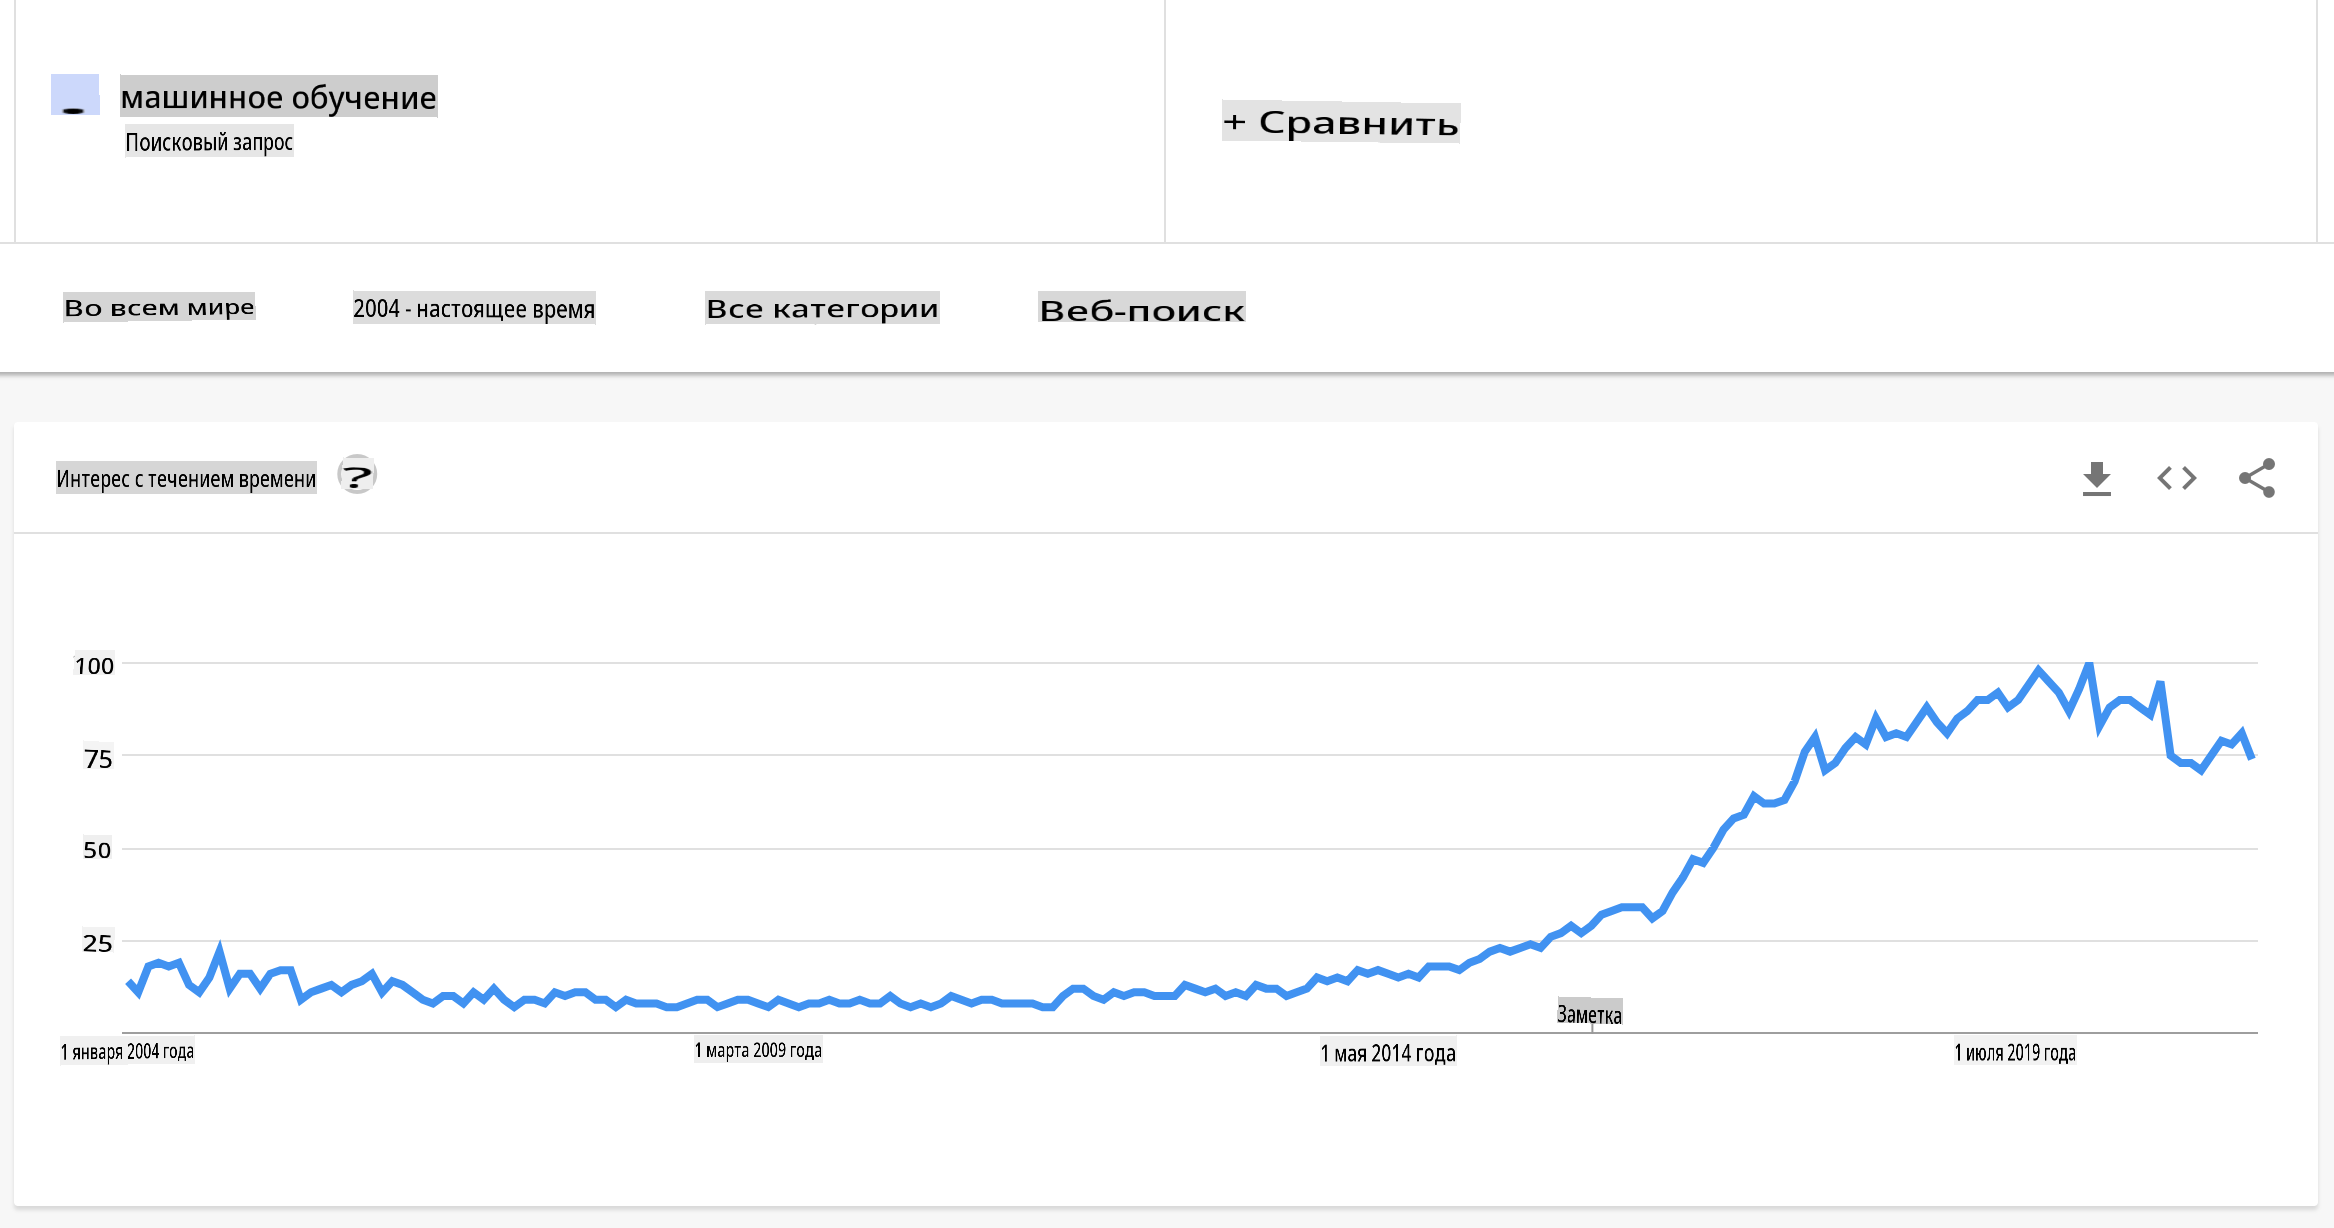 машинное обучение
Поисковый запрос
+ Сравнить
Во всем мире
2004 - настоящее время
Все категории
Веб-поиск
Интерес с течением времени ?
100
75
50
25
Заметка
1 января 2004 года
1 марта 2009 года
1 мая 2014 года
1 июля 2019 года